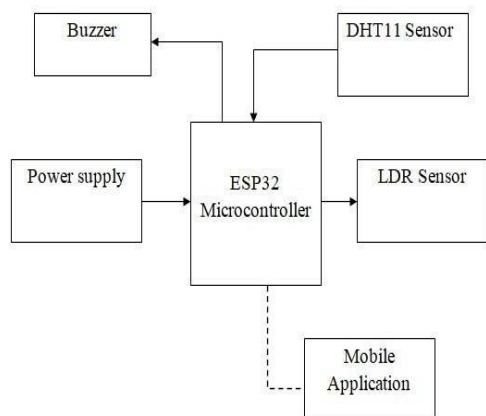 Buzzer
DHT11 Sensor
Power supply
ESP32
Microcontroller
LDR Sensor
Mobile
Application